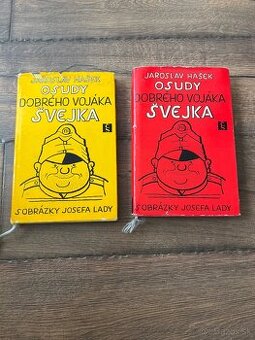 JAROSLAV HAŠEK
OSUDY
DOBRÉHO VOJÁKA
ŠVEJKA
S OBRÁZKY JOSEFA LADY
JAROSLAV HAŠEK
OSUDY
DOBRÉHO VOJÁKA
ŠVEJKA
S OBRÁZKY JOSEFA LADY